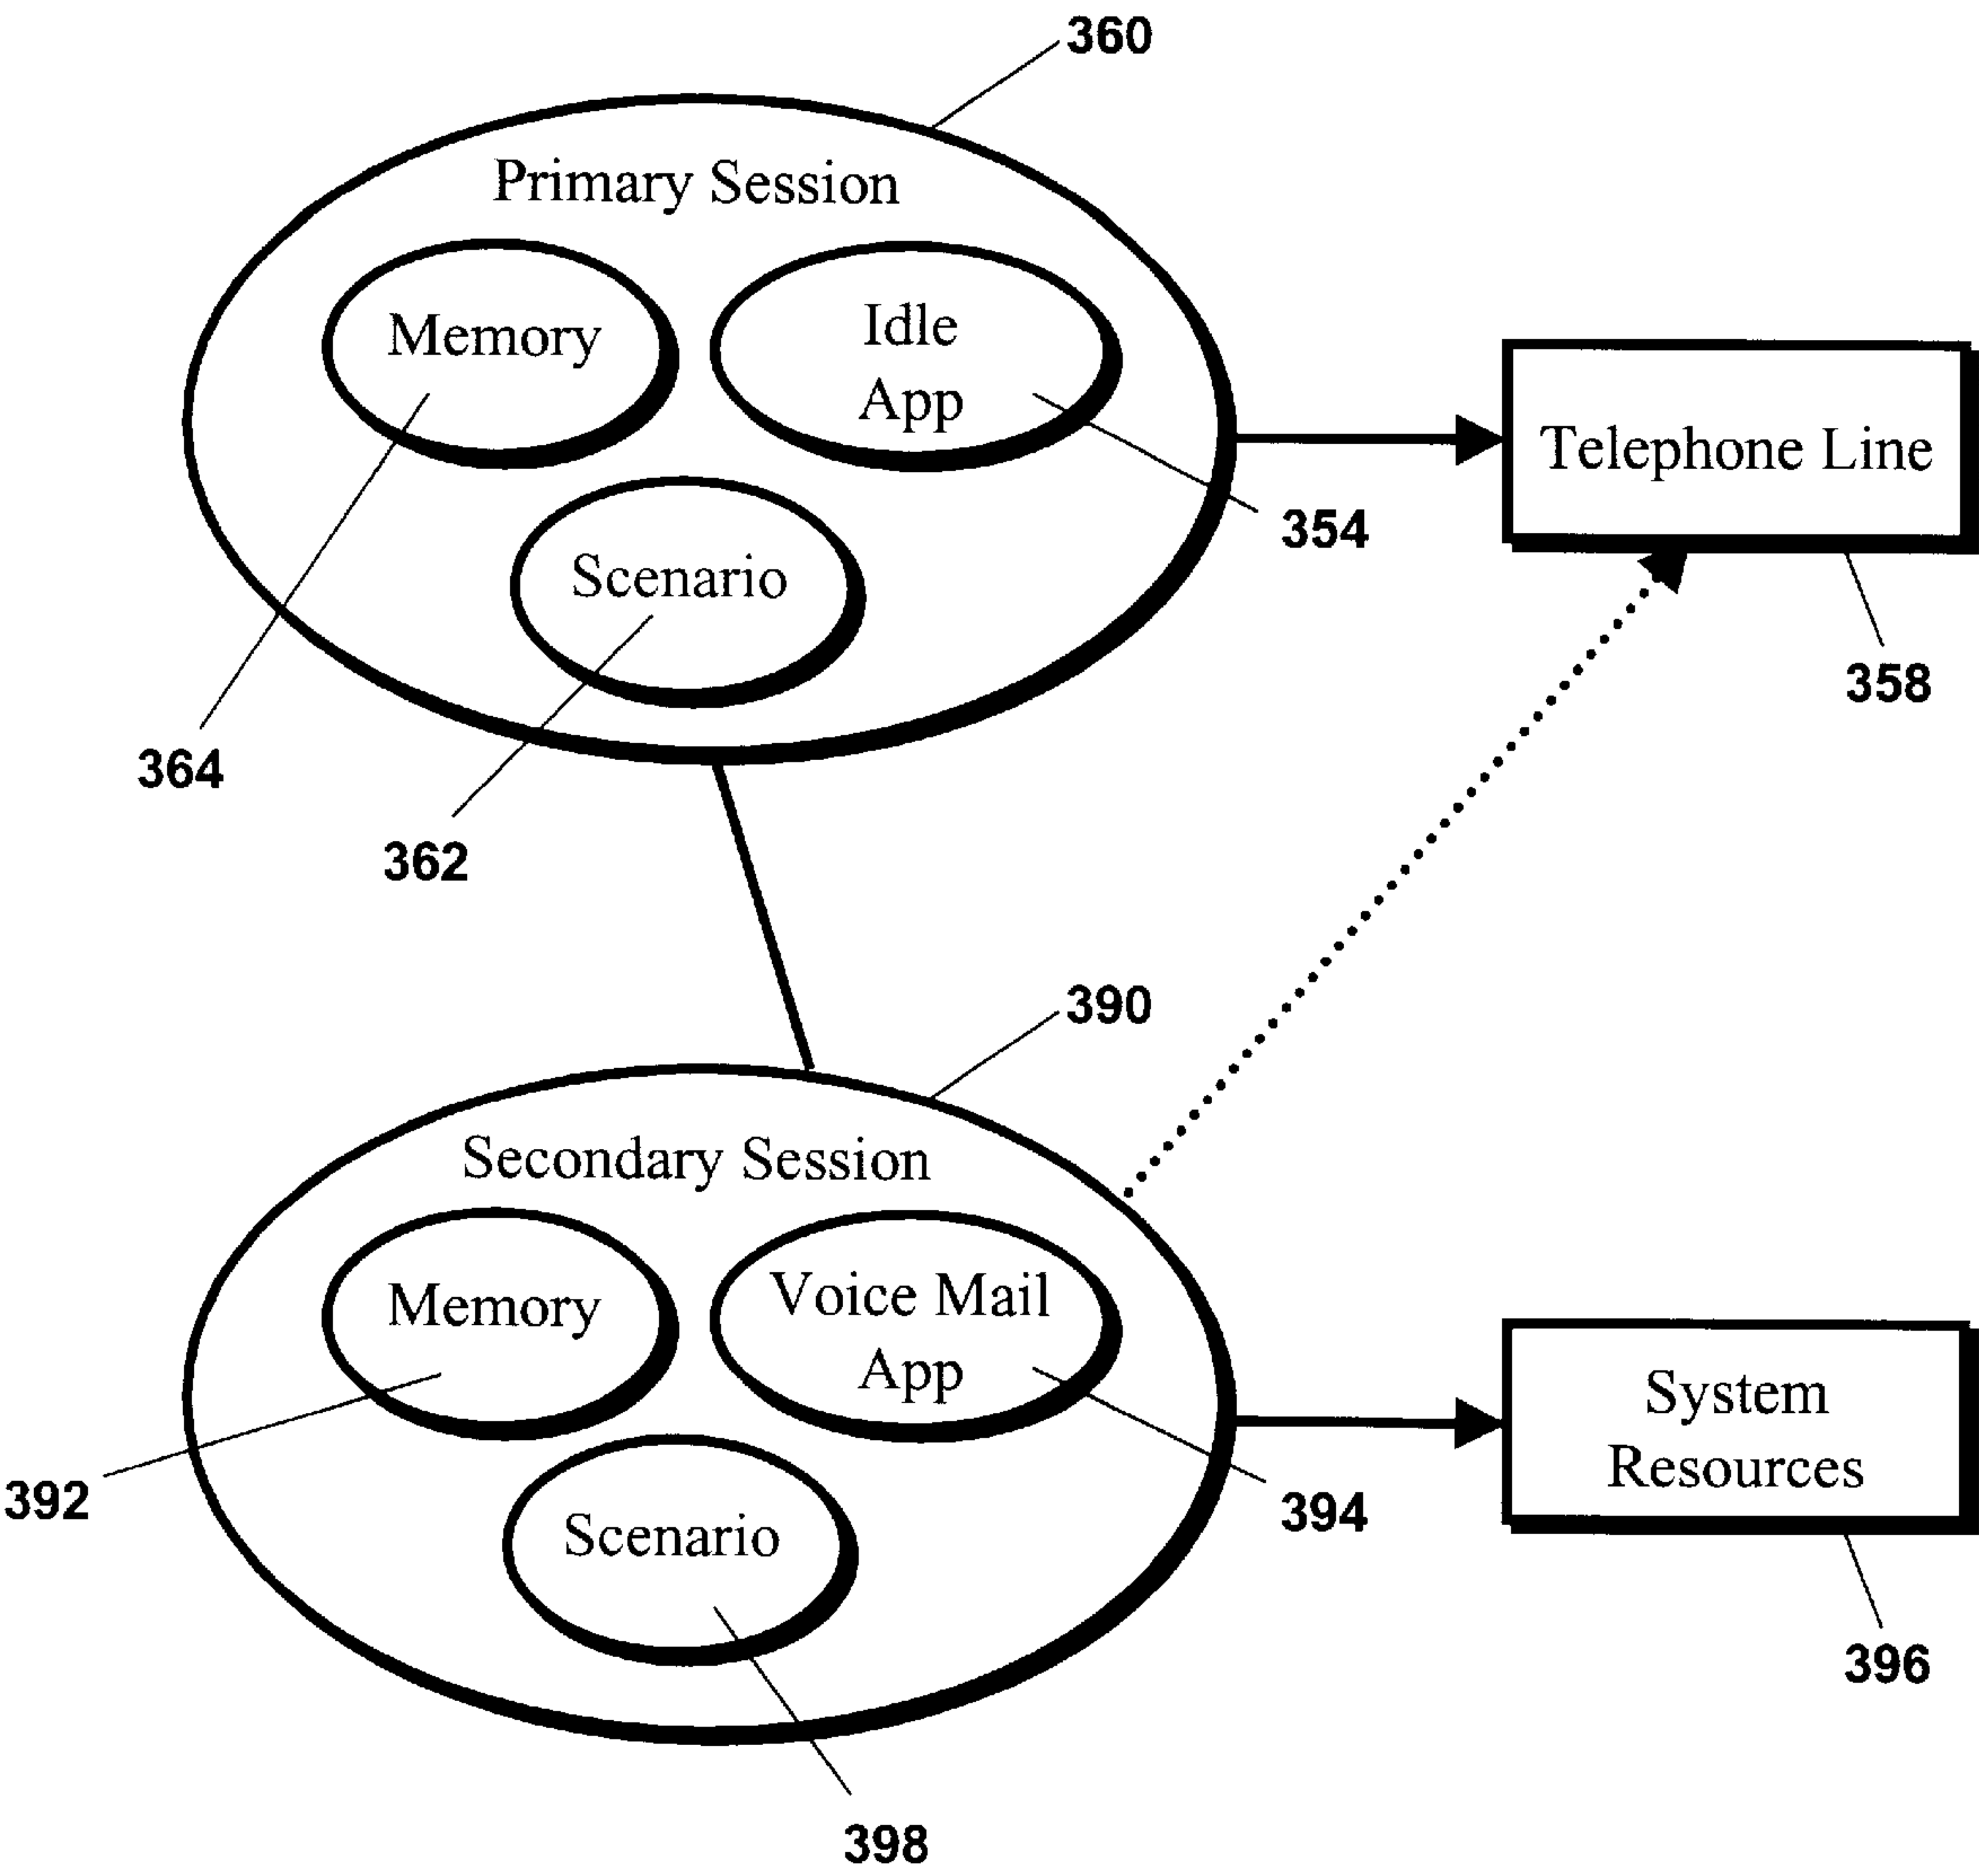 360
Primary Session
Memory
Idle
App
Telephone Line
354
Scenario
358
364
362
390
Secondary Session
Memory
Voice Mail
App
System
Resources
392
394
Scenario
396
398